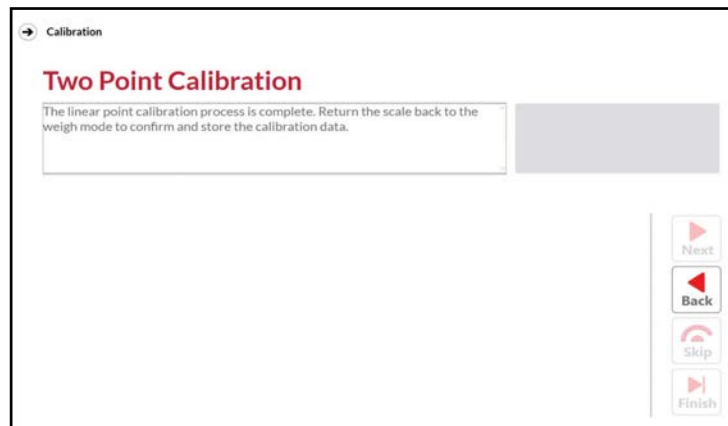 Calibration
Two Point Calibration
The linear point calibration process is complete. Return the scale back to the
weigh mode to confirm and store the calibration data.
Next
Back
Skip
Finish